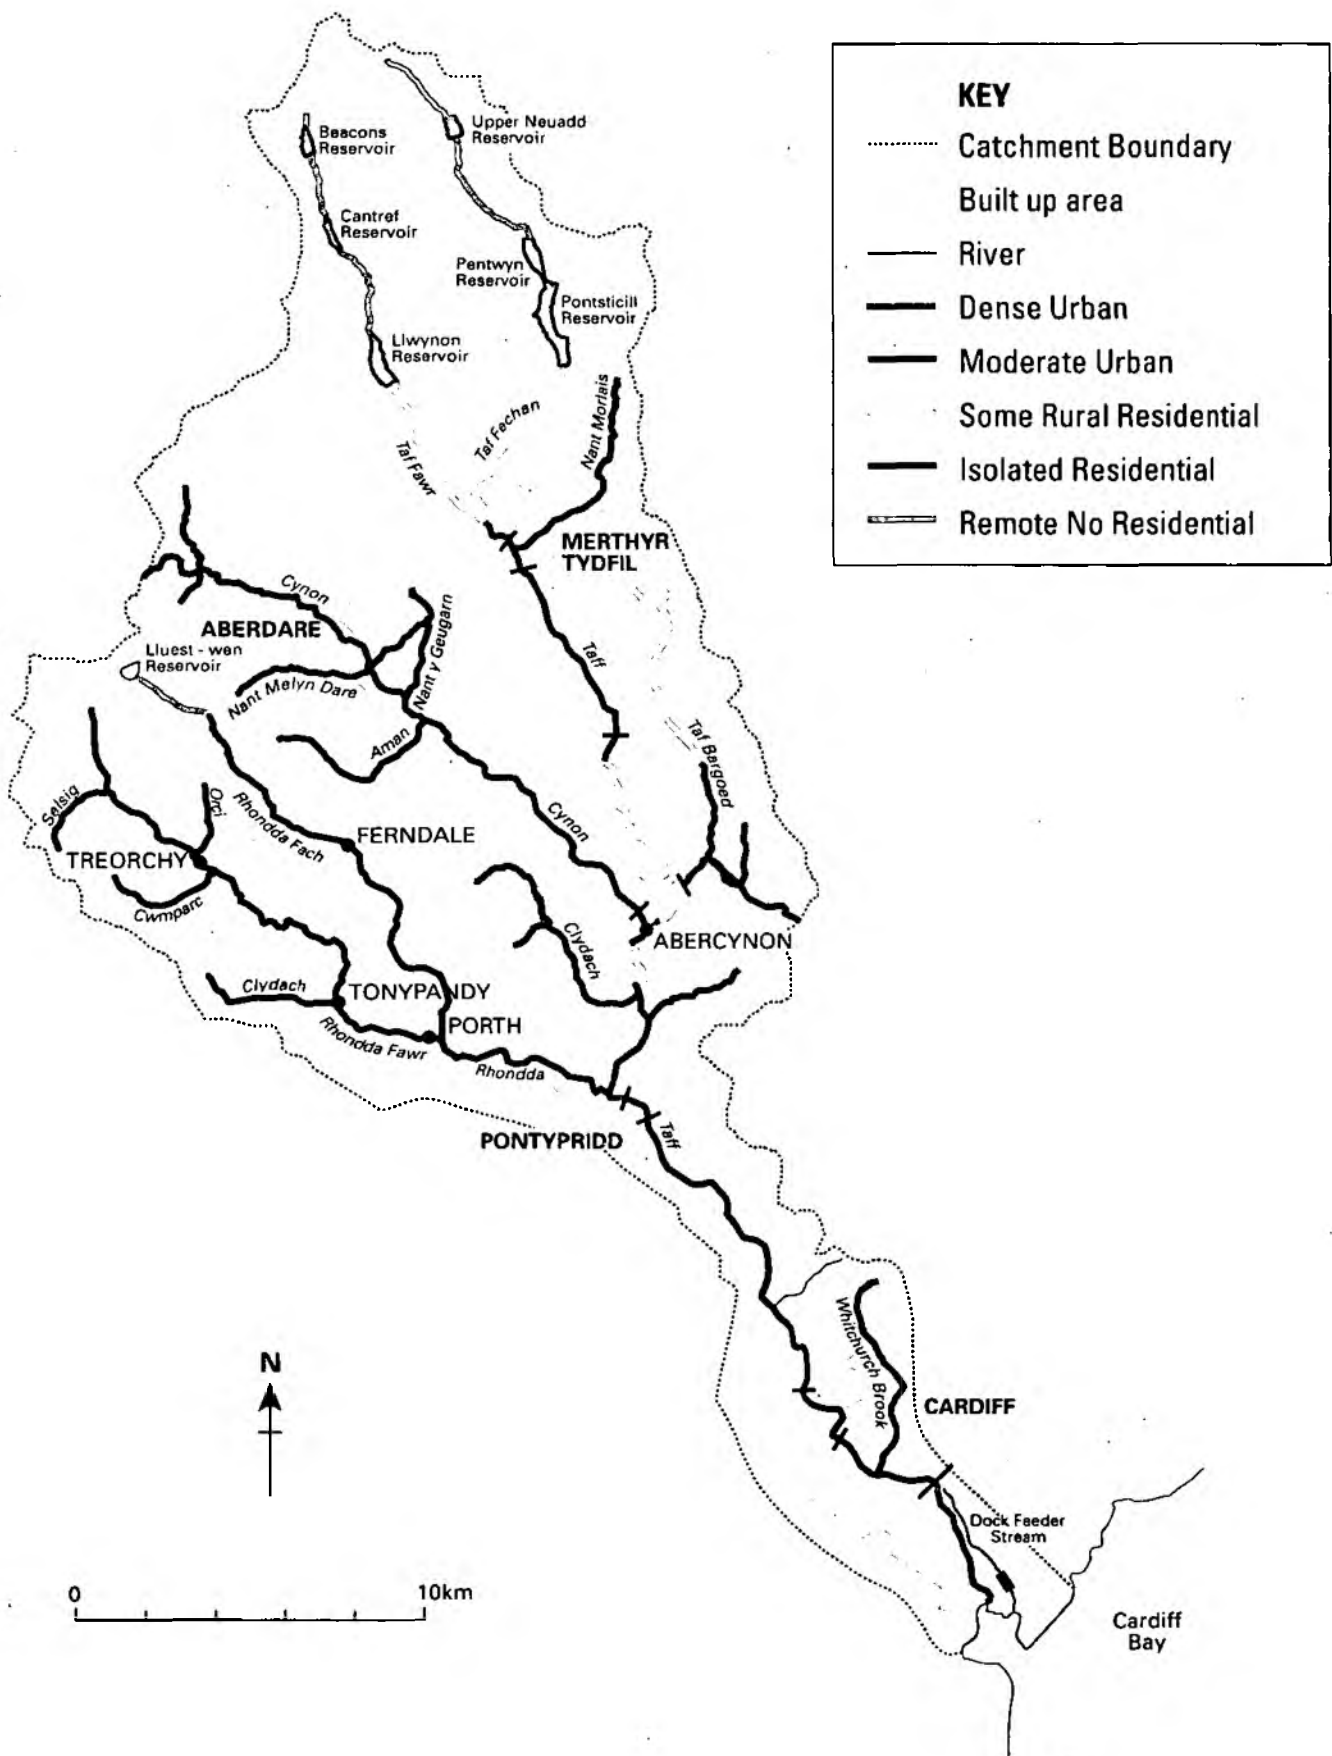 KEY
Catchment Boundary
Built up area
River
Dense Urban
Moderate Urban
Some Rural Residential
Isolated Residential
Remote No Residential
Upper Neuadd
Reservoir
Beacons
Reservoir
Cantref
Reservoir
Pentwyn
Reservoir
Pontsticill
Reservoir
Llwynon
Reservoir
Taf Fechan
Nant Morlais
Taf Fawr
MERTHYR
TYDFIL
Cynon
ABERDARE
Nant y Geugarn
Lluest - wen
Reservoir
Nant Melyn Dare
Taff
Aman
Taf Bargoed
Selsig
Orci
Rhondda Fach
Cynon
FERNDALE
TREORCHY
Cwmparc
Clydach
ABERCYNON
Clydach
TONYPANDY
PORTH
Rhondda Fawr
Rhondda
PONTYPRIDD
Taff
Whitchurch Brook
N
CARDIFF
Dock Feeder
Stream
0
10km
Cardiff
Bay